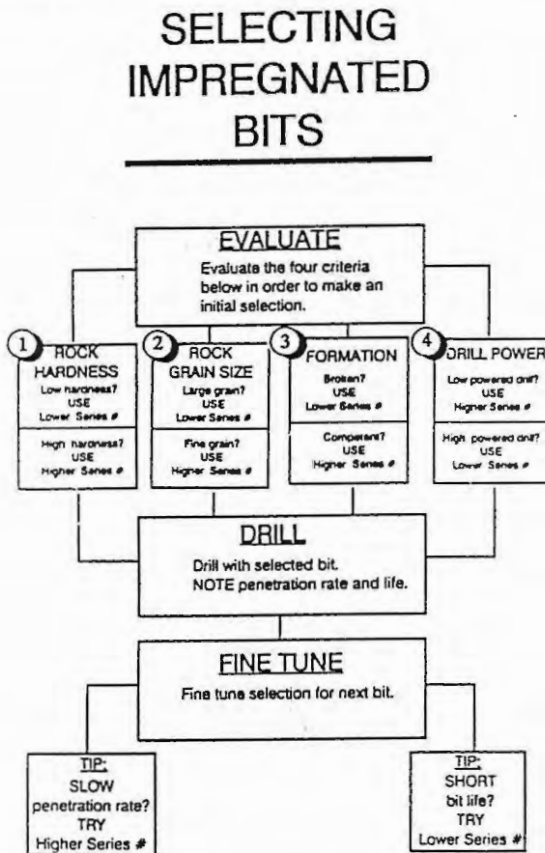 SELECTING
IMPREGNATED
BITS
EVALUATE
Evaluate the four criteria
below in order to make an
initial selection.
1
ROCK
HARDNESS
Low hardness?
USE
Lower Series #
High hardness?
USE
Higher Series #
2
ROCK
GRAIN SIZE
Large grain?
USE
Lower Series #
Fine grain?
USE
Higher Series #
3
FORMATION
Broken?
USE
Lower Series #
Competent?
USE
Higher Series #
4
DRILL POWER
Low powered drill?
USE
Higher Series #
High powered drill?
USE
Lower Series #
DRILL
Drill with selected bit.
NOTE penetration rate and life.
FINE TUNE
Fine tune selection for next bit.
TIP:
SLOW
penetration rate?
TRY
Higher Series #
TIP:
SHORT
bit life?
TRY
Lower Series #